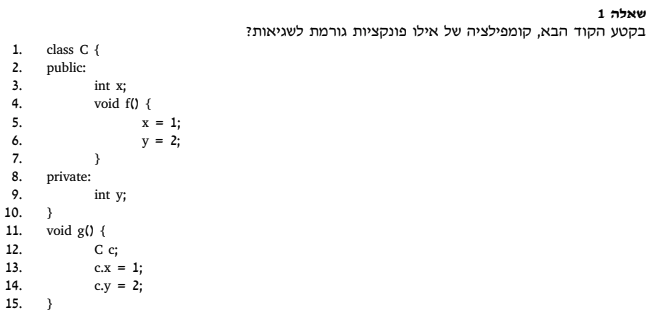 שאלה 1
בקטע הקוד הבא, קומפילציה של אילו פונקציות גורמת לשגיאות?
1. class C {
2. public:
3. int x;
4. void f() {
5. x = 1;
6. y = 2;
7. }
8. private:
9. int y;
10. }
11. void g() {
12. C c;
13. c.x = 1;
14. c.y = 2;
15. }